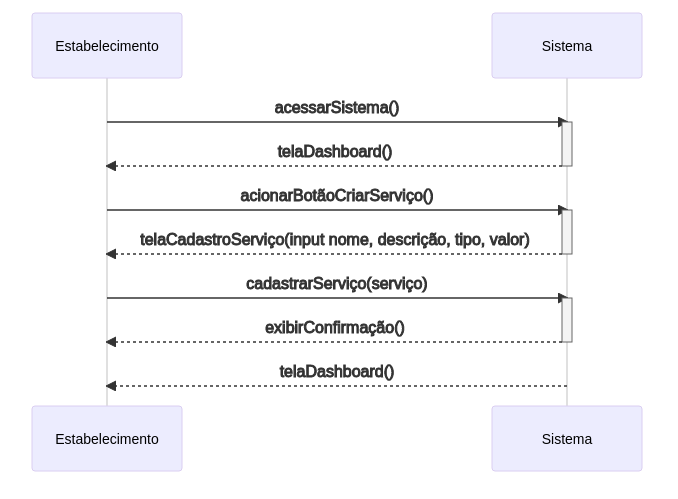 Estabelecimento
Sistema
acessarSistema()
telaDashboard()
acionarBotãoCriarServiço()
telaCadastroServiço(input nome, descrição, tipo, valor)
cadastrarServiço(serviço)
exibirConfirmação()
telaDashboard()
Estabelecimento
Sistema